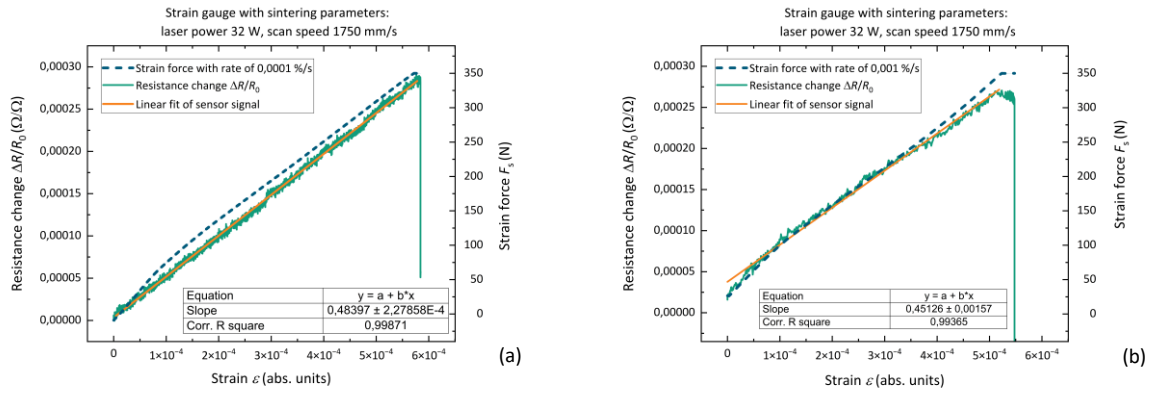 Strain gauge with sintering parameters:
laser power 32 W, scan speed 1750 mm/s
Resistance change ΔR/R₀ (Ω/Ω)
0,00030
0,00025
0,00020
0,00015
0,00010
0,00005
0,00000
Strain force with rate of 0,0001 %/s
Resistance change ΔR/R₀
Linear fit of sensor signal
Equation y = a + b*x
Slope 0,48397 ± 2,27858E-4
Corr. R square 0,99871
350
300
250
200
150
100
50
0
Strain force Fₛ (N)
0 1×10⁻⁴ 2×10⁻⁴ 3×10⁻⁴ 4×10⁻⁴ 5×10⁻⁴ 6×10⁻⁴
Strain ε (abs. units)
(a)
Strain gauge with sintering parameters:
laser power 32 W, scan speed 1750 mm/s
Resistance change ΔR/R₀ (Ω/Ω)
0,00030
0,00025
0,00020
0,00015
0,00010
0,00005
0,00000
Strain force with rate of 0,001 %/s
Resistance change ΔR/R₀
Linear fit of sensor signal
Equation y = a + b*x
Slope 0,45126 ± 0,00157
Corr. R square 0,99365
350
300
250
200
150
100
50
0
Strain force Fₛ (N)
0 1×10⁻⁴ 2×10⁻⁴ 3×10⁻⁴ 4×10⁻⁴ 5×10⁻⁴ 6×10⁻⁴
Strain ε (abs. units)
(b)